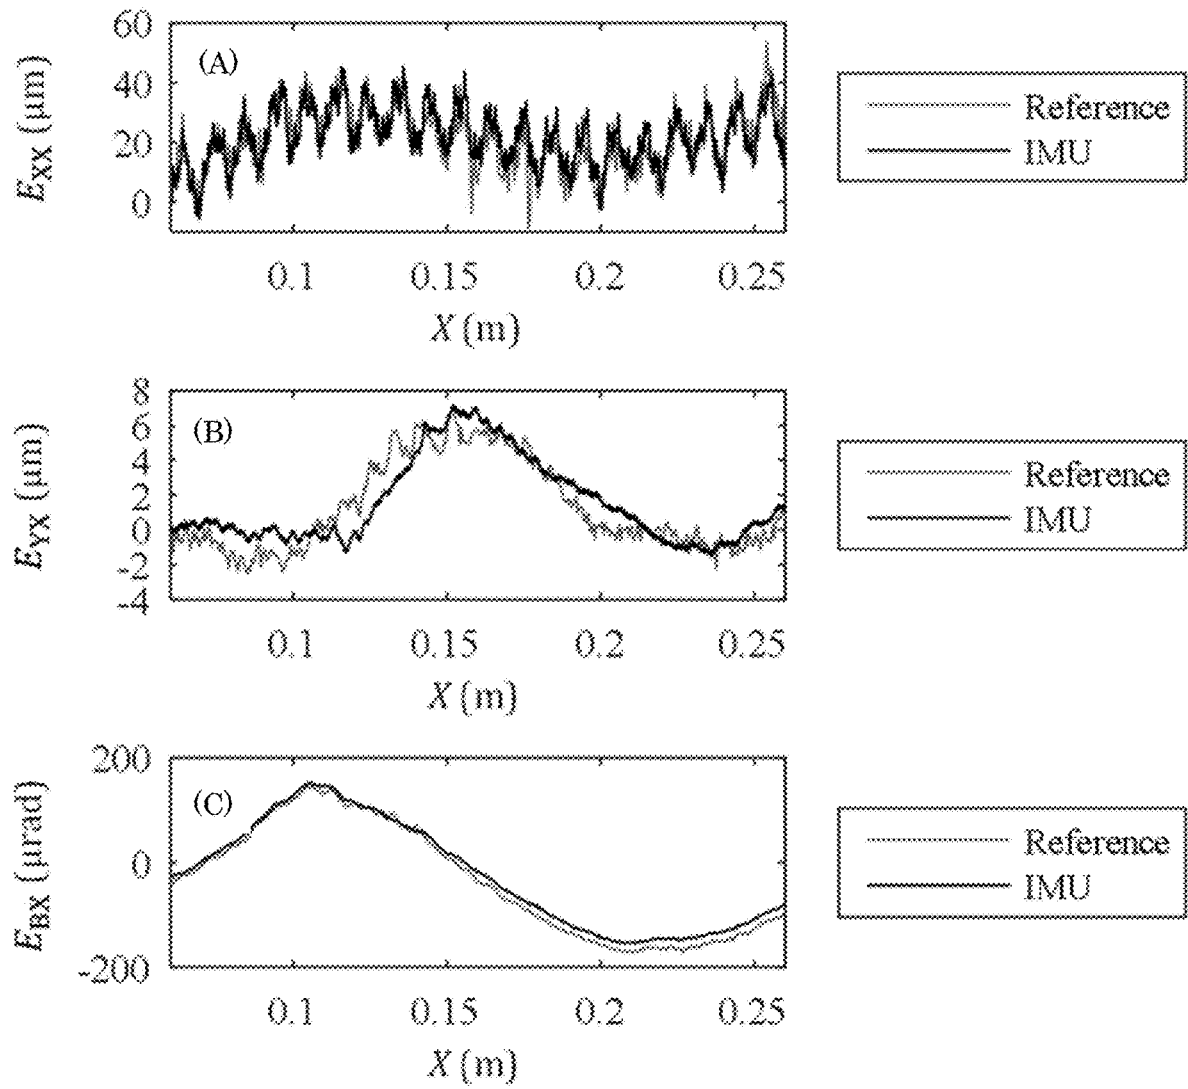 60
40
20
0
E_XX (µm)
(A)
0.1 0.15 0.2 0.25
X (m)
Reference
IMU
8
6
4
2
0
-2
-4
E_YX (µm)
(B)
0.1 0.15 0.2 0.25
X (m)
Reference
IMU
200
0
-200
E_BX (µrad)
(C)
0.1 0.15 0.2 0.25
X (m)
Reference
IMU